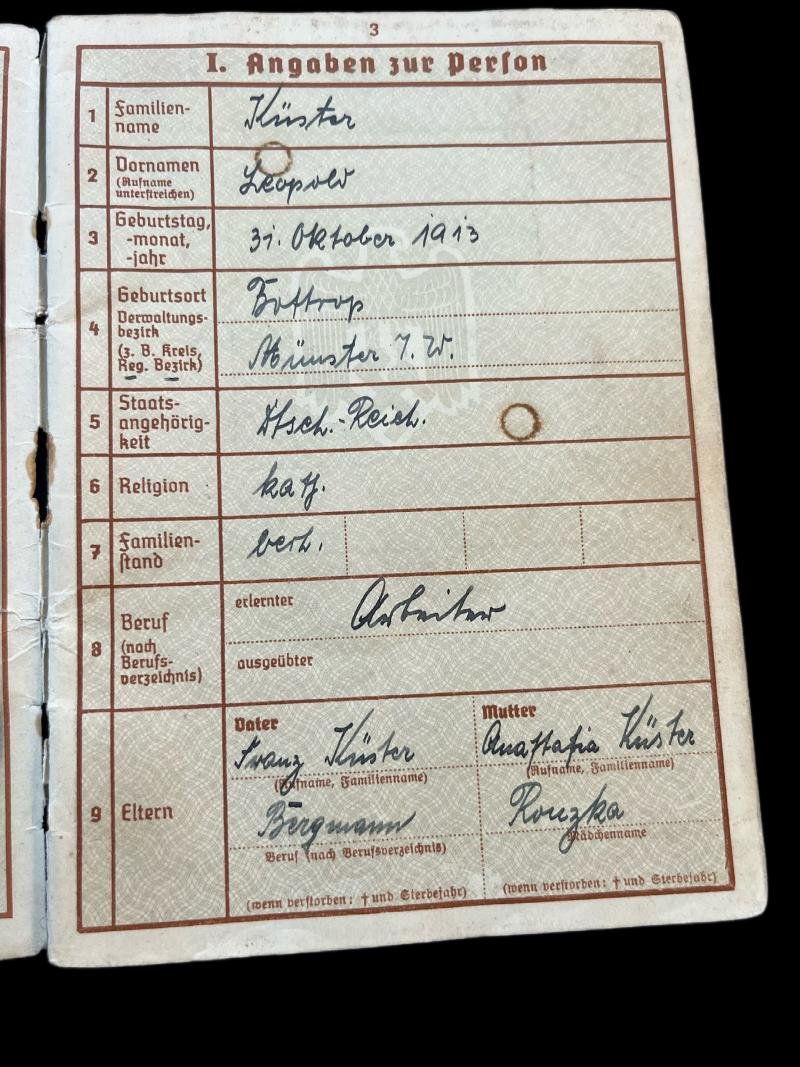 3
I. Angaben zur Person
1 Familien-
name
Küster
2 Vornamen
(Rufname
unterstreichen)
Leopold
3 Geburtstag,
-monat,
-jahr
31. Oktober 1913
4 Geburtsort
Verwaltungs-
bezirk
(z. B. Kreis,
Reg. Bezirk)
Bottrop
Münster i. W.
5 Staats-
angehörig-
keit
Dtsch.-Reich.
6 Religion
kath.
7 Familien-
stand
verh.
8 Beruf
(nach
Berufs-
verzeichnis)
erlernter
Arbeiter
ausgeübter
9 Eltern
Vater
Franz Küster
(Rufname, Familienname)
Bergmann
Beruf (nach Berufsverzeichnis)
(wenn verstorben: † und Sterbejahr)
Mutter
Anastasia Küster
(Rufname, Familienname)
Rouzka
Mädchenname
(wenn verstorben: † und Sterbejahr)